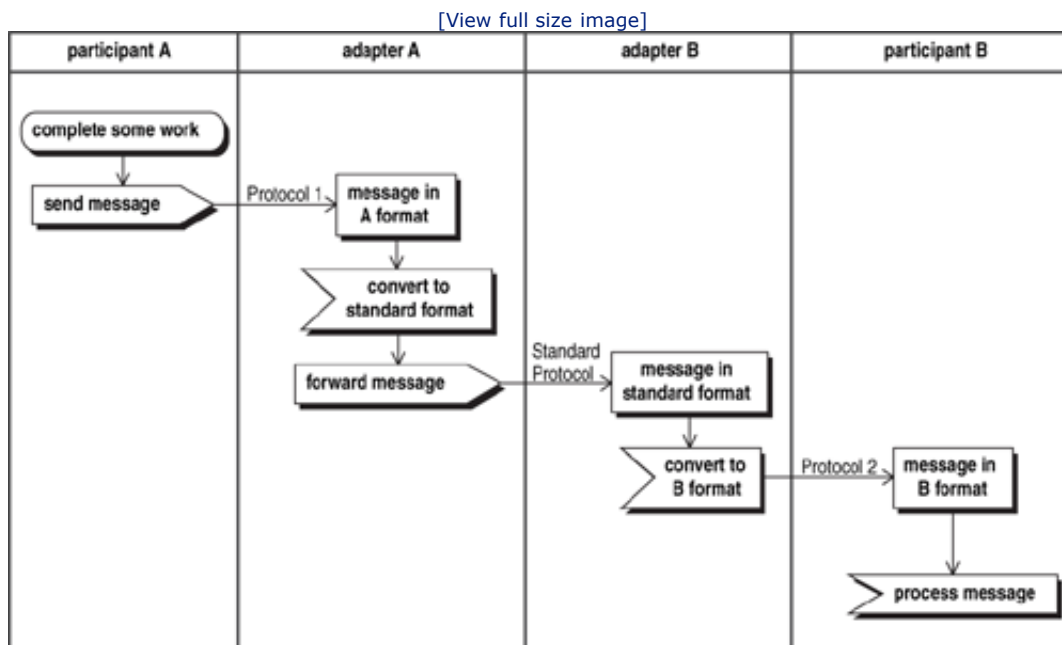 [View full size image]
participant A
adapter A
adapter B
participant B
complete some work
send message
Protocol 1
message in
A format
convert to
standard format
forward message
Standard
Protocol
message in
standard format
convert to
B format
Protocol 2
message in
B format
process message